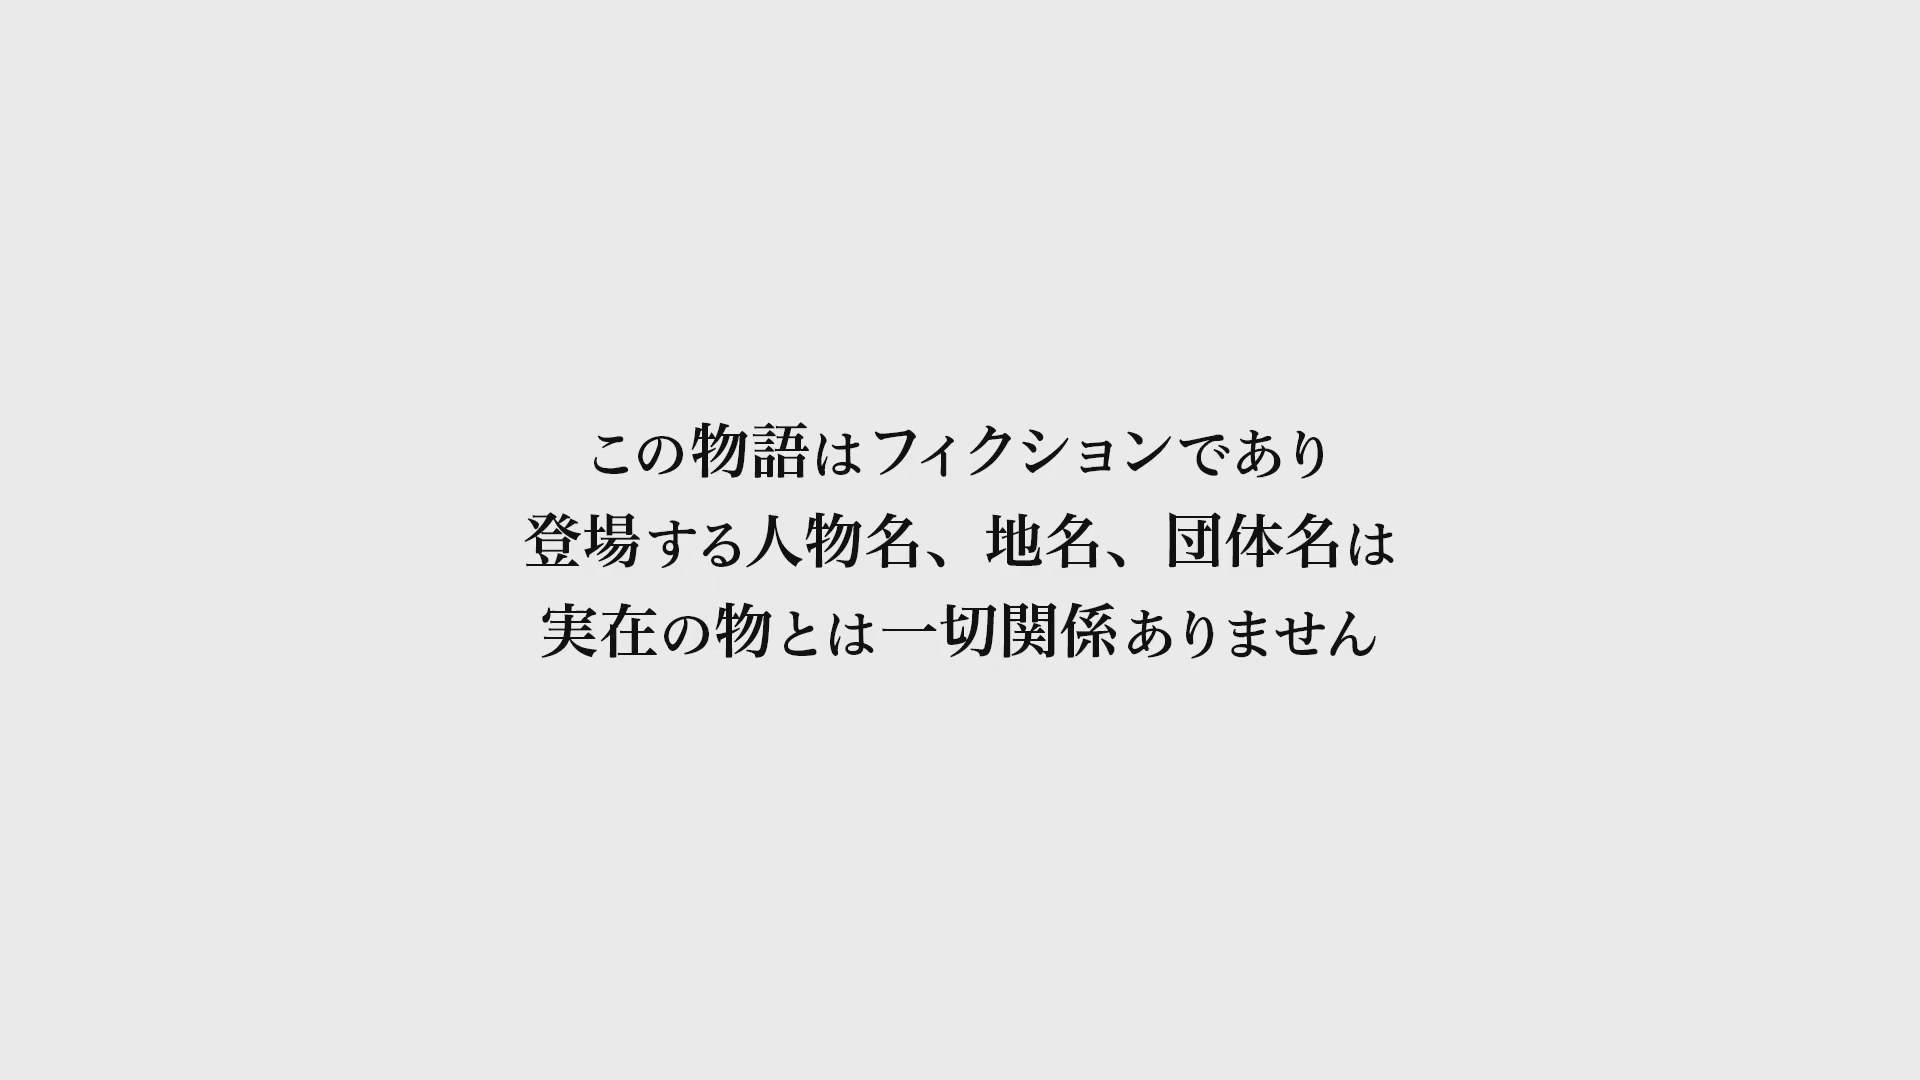 この物語はフィクションであり
登場する人物名、地名、団体名は
実在の物とは一切関係ありません